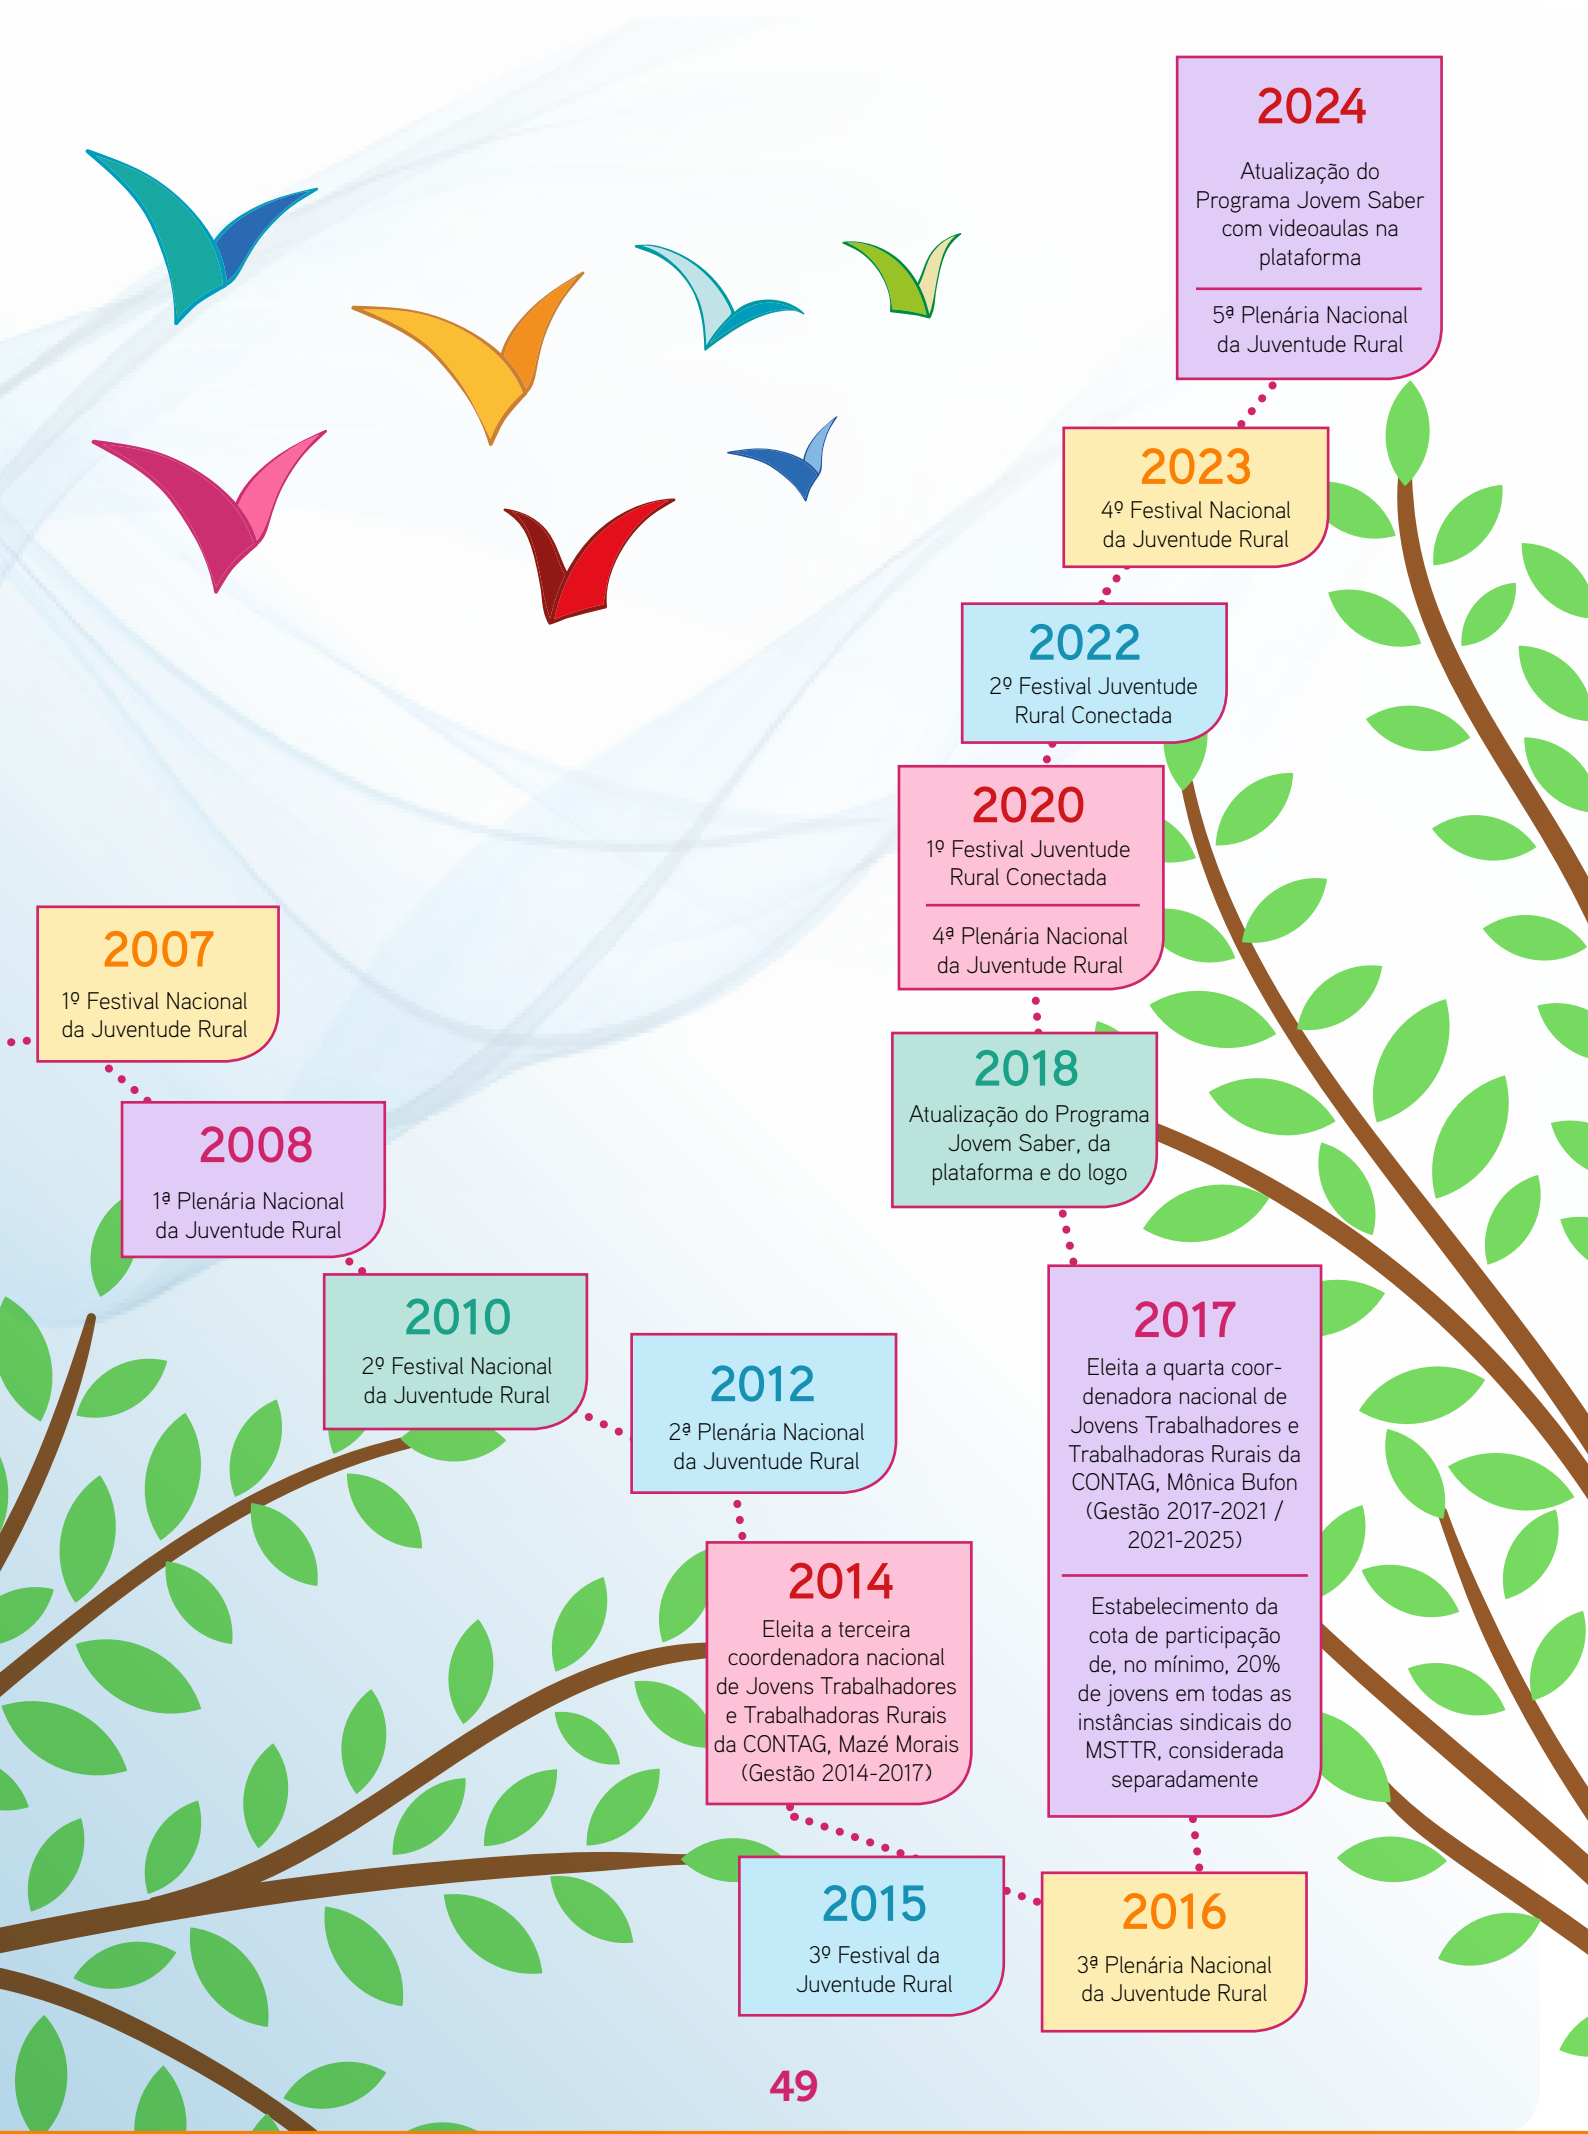 2007
1º Festival Nacional
da Juventude Rural
2008
1ª Plenária Nacional
da Juventude Rural
2010
2º Festival Nacional
da Juventude Rural
2012
2ª Plenária Nacional
da Juventude Rural
2014
Eleita a terceira
coordenadora nacional
de Jovens Trabalhadores
e Trabalhadoras Rurais
da CONTAG, Mazé Morais
(Gestão 2014-2017)
2015
3º Festival da
Juventude Rural
2016
3ª Plenária Nacional
da Juventude Rural
2017
Eleita a quarta coor-
denadora nacional de
Jovens Trabalhadores e
Trabalhadoras Rurais da
CONTAG, Mônica Bufon
(Gestão 2017-2021 /
2021-2025)
Estabelecimento da
cota de participação
de, no mínimo, 20%
de jovens em todas as
instâncias sindicais do
MSTTR, considerada
separadamente
2018
Atualização do Programa
Jovem Saber, da
plataforma e do logo
2020
1º Festival Juventude
Rural Conectada
4ª Plenária Nacional
da Juventude Rural
2022
2º Festival Juventude
Rural Conectada
2023
4º Festival Nacional
da Juventude Rural
2024
Atualização do
Programa Jovem Saber
com videoaulas na
plataforma
5ª Plenária Nacional
da Juventude Rural
49